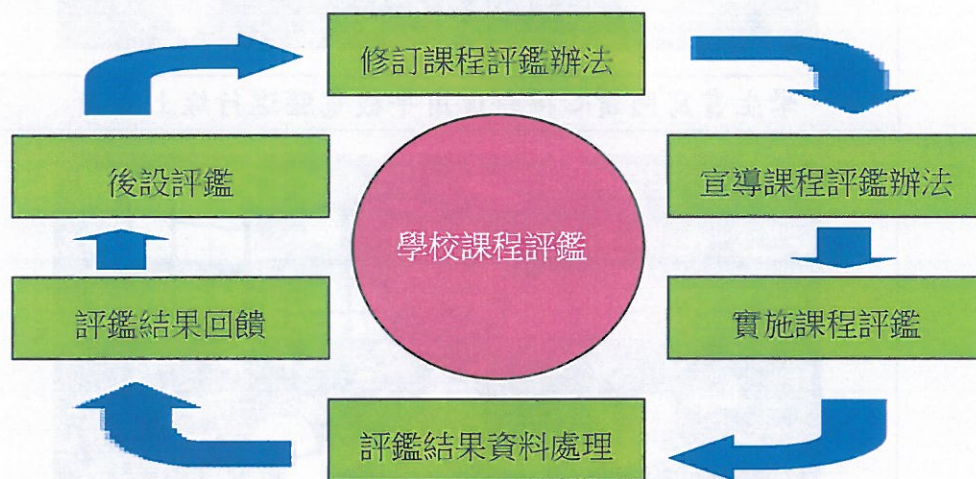 修訂課程評鑑辦法
後設評鑑
宣導課程評鑑辦法
學校課程評鑑
評鑑結果回饋
實施課程評鑑
評鑑結果資料處理